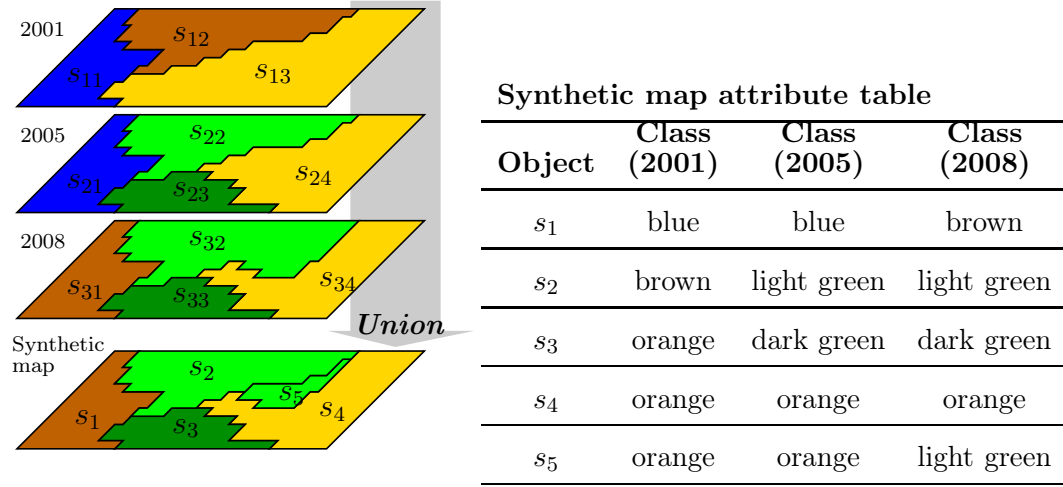 2001
s12
s11
s13
2005
s22
s21
s23
s24
2008
s32
s31
s33
s34
Union
Synthetic
map
s2
s5
s1
s3
s4
Synthetic map attribute table
Object Class (2001) Class (2005) Class (2008)
s1 blue blue brown
s2 brown light green light green
s3 orange dark green dark green
s4 orange orange orange
s5 orange orange light green